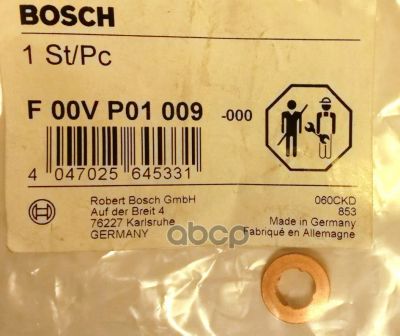 BOSCH
1 St/Pc
F 00V P01 009 -000
4 047025 645331
Robert Bosch GmbH
Auf der Breit 4
76227 Karlsruhe
GERMANY
060CKD
853
Made in Germany
Fabriqué en Allemagne
abcp